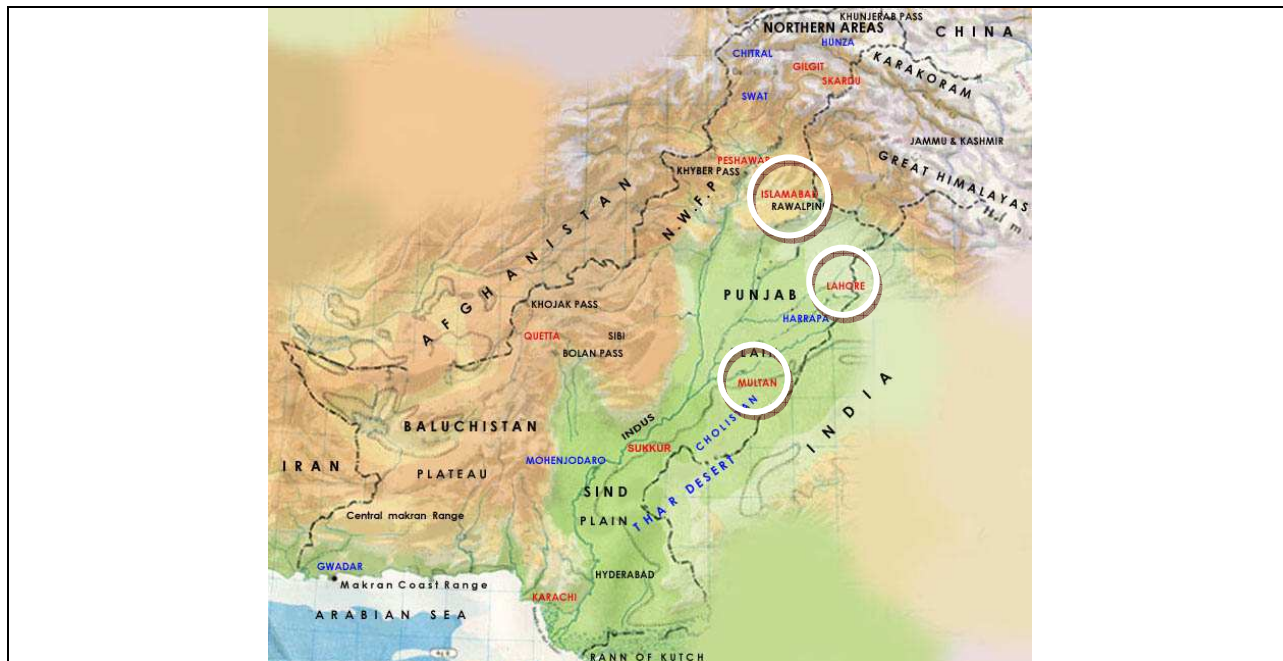 KHUNJERAB PASS
NORTHERN AREAS
CHINA
HUNZA
CHITRAL
GILGIT
KARAKORAM
SKARDU
SWAT
JAMMU & KASHMIR
PESHAWAR
GREAT HIMALAYAS
KHYBER PASS
ISLAMABAD
N.W.F.P
AFGHANISTAN
LAHORE
PUNJAB
KHOJAK PASS
HARRAPA
QUETTA
SIBI
BOLAN PASS
MULTAN
INDIA
CHOLISTAN
INDUS
BALUCHISTAN
SUKKUR
MOHENJODARO
IRAN
PLATEAU
THAR DESERT
SIND
PLAIN
Central makran Range
GWADAR
HYDERABAD
Makran Coast Range
KARACHI
ARABIAN SEA
RANN OF KUTCH